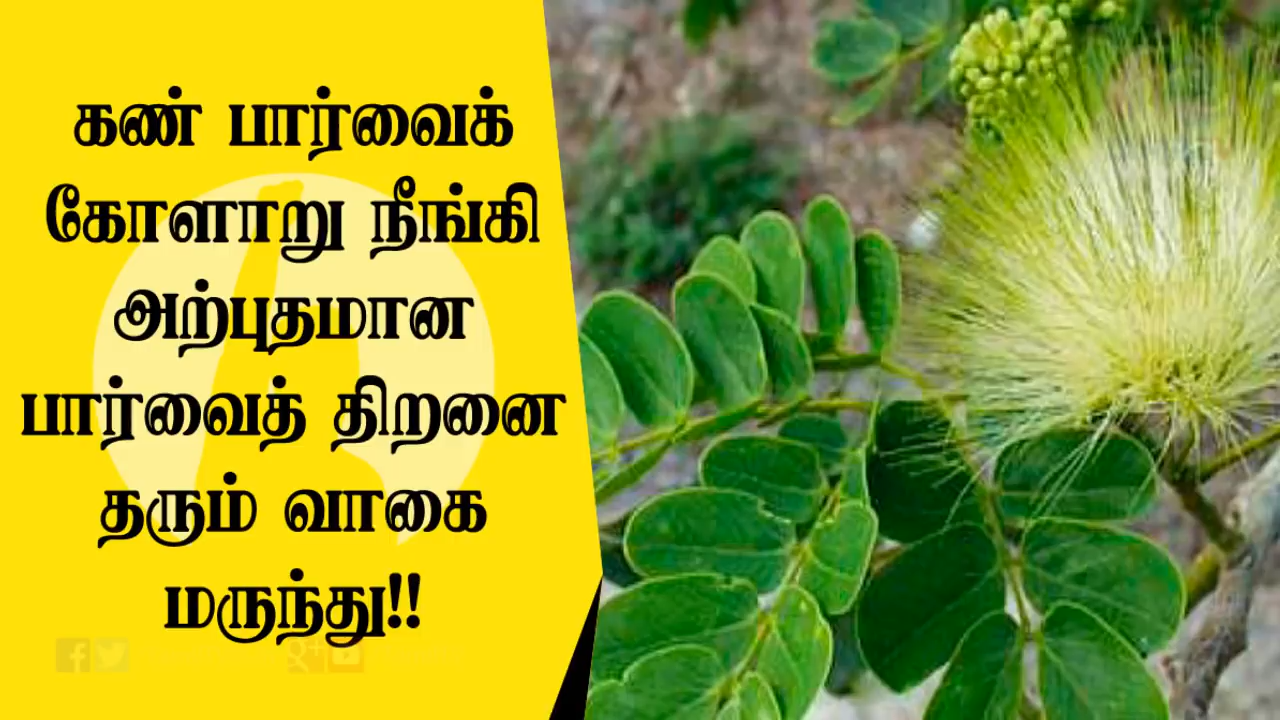 கண் பார்வைக்
கோளாறு நீங்கி
அற்புதமான
பார்வைத் திறனை
தரும் வாகை
மருந்து!!